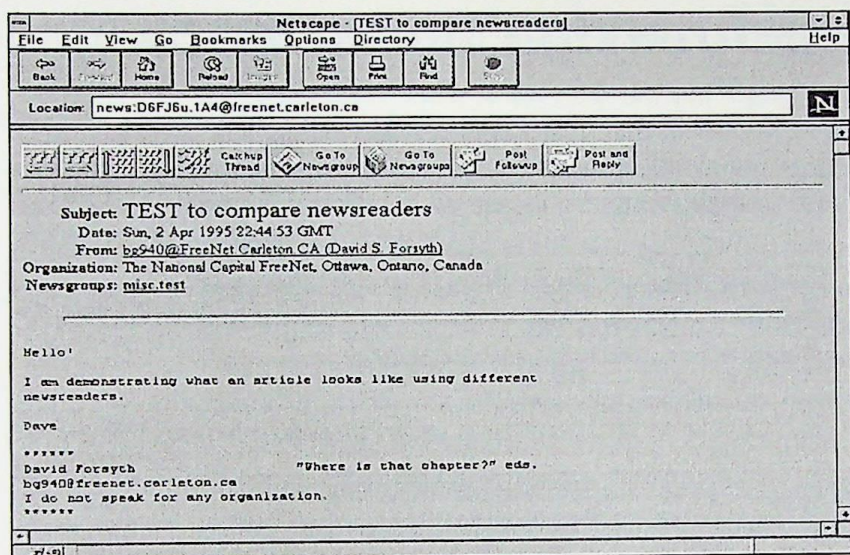 Netscape - [TEST to compare newsreaders]
File Edit View Go Bookmarks Options Directory Help
Back Forward Home Reload Images Open Print Find Stop
Location: news:D6FJ6u.1A4@freenet.carleton.ca
N
Catchup Thread Go To Newsgroup Go To Newsgroups Post Followup Post and Reply
Subject: TEST to compare newsreaders
Date: Sun, 2 Apr 1995 22:44 53 GMT
From: bg940@FreeNet Carleton CA (David S. Forsyth)
Organization: The National Capital FreeNet, Ottawa, Ontario, Canada
Newsgroups: misc.test
Hello!
I am demonstrating what an article looks like using different
newsreaders.
Dave
******
David Forsyth "Where is that chapter?" eds.
bg940@freenet.carleton.ca
I do not speak for any organization.
******